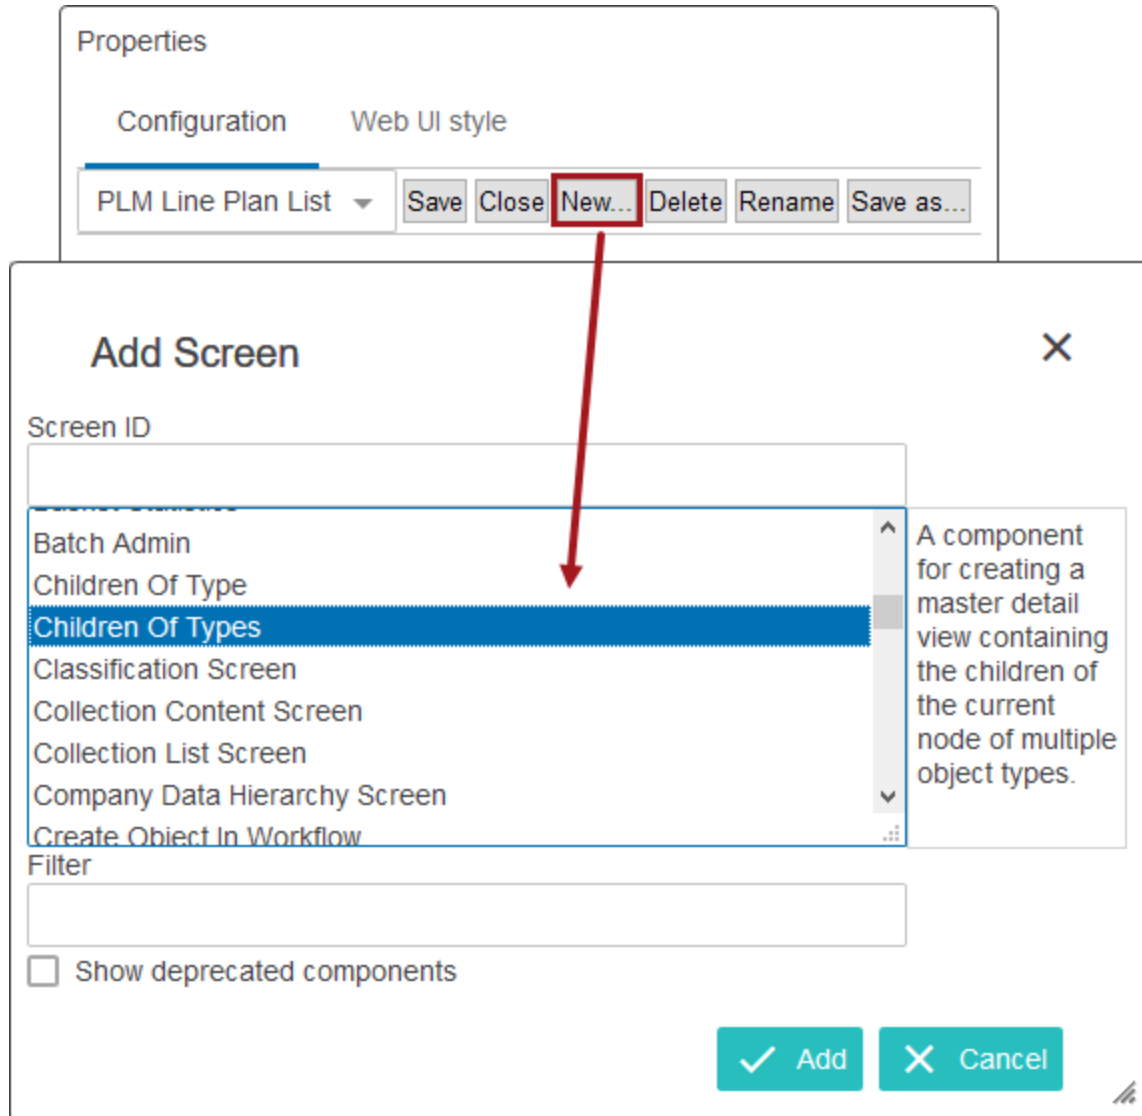 Properties
Configuration Web UI style
PLM Line Plan List Save Close New... Delete Rename Save as...
Add Screen
Screen ID
Batch Admin
Children Of Type
Children Of Types
Classification Screen
Collection Content Screen
Collection List Screen
Company Data Hierarchy Screen
Create Object In Workflow
A component
for creating a
master detail
view containing
the children of
the current
node of multiple
object types.
Filter
Show deprecated components
Add Cancel